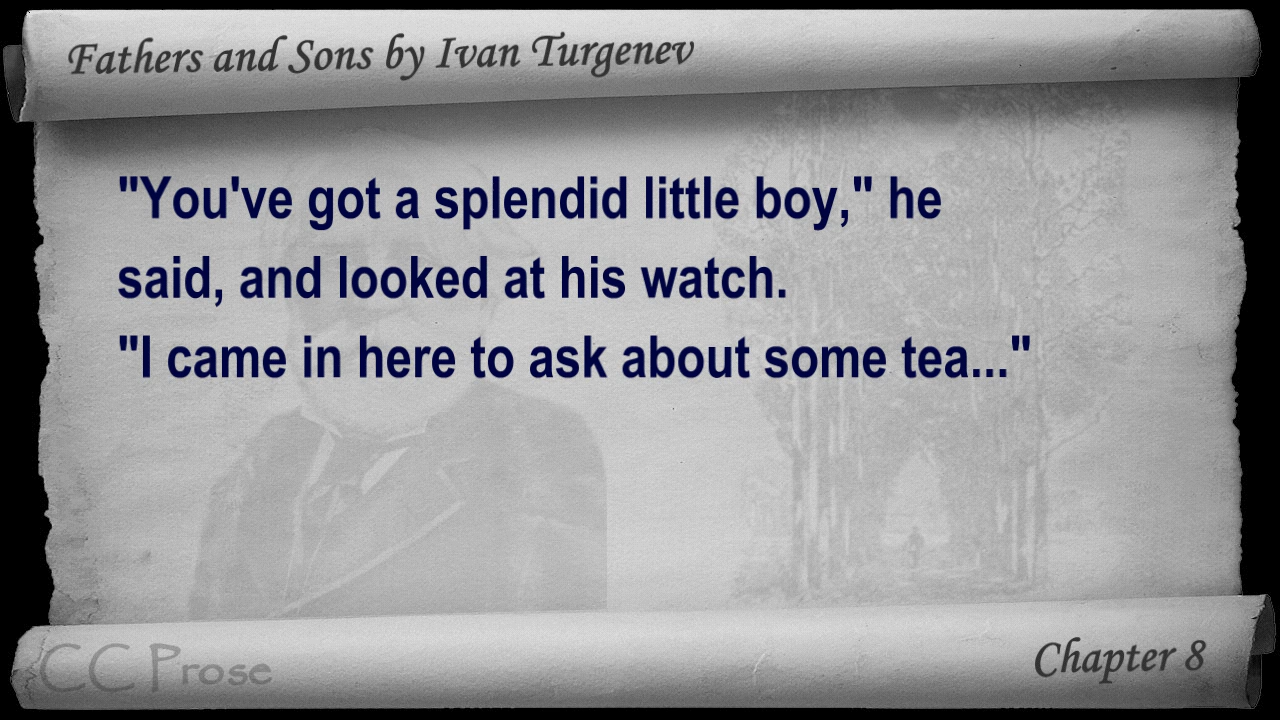 Fathers and Sons by Ivan Turgenev
"You've got a splendid little boy," he
said, and looked at his watch.
"I came in here to ask about some tea..."
CC Prose
Chapter 8